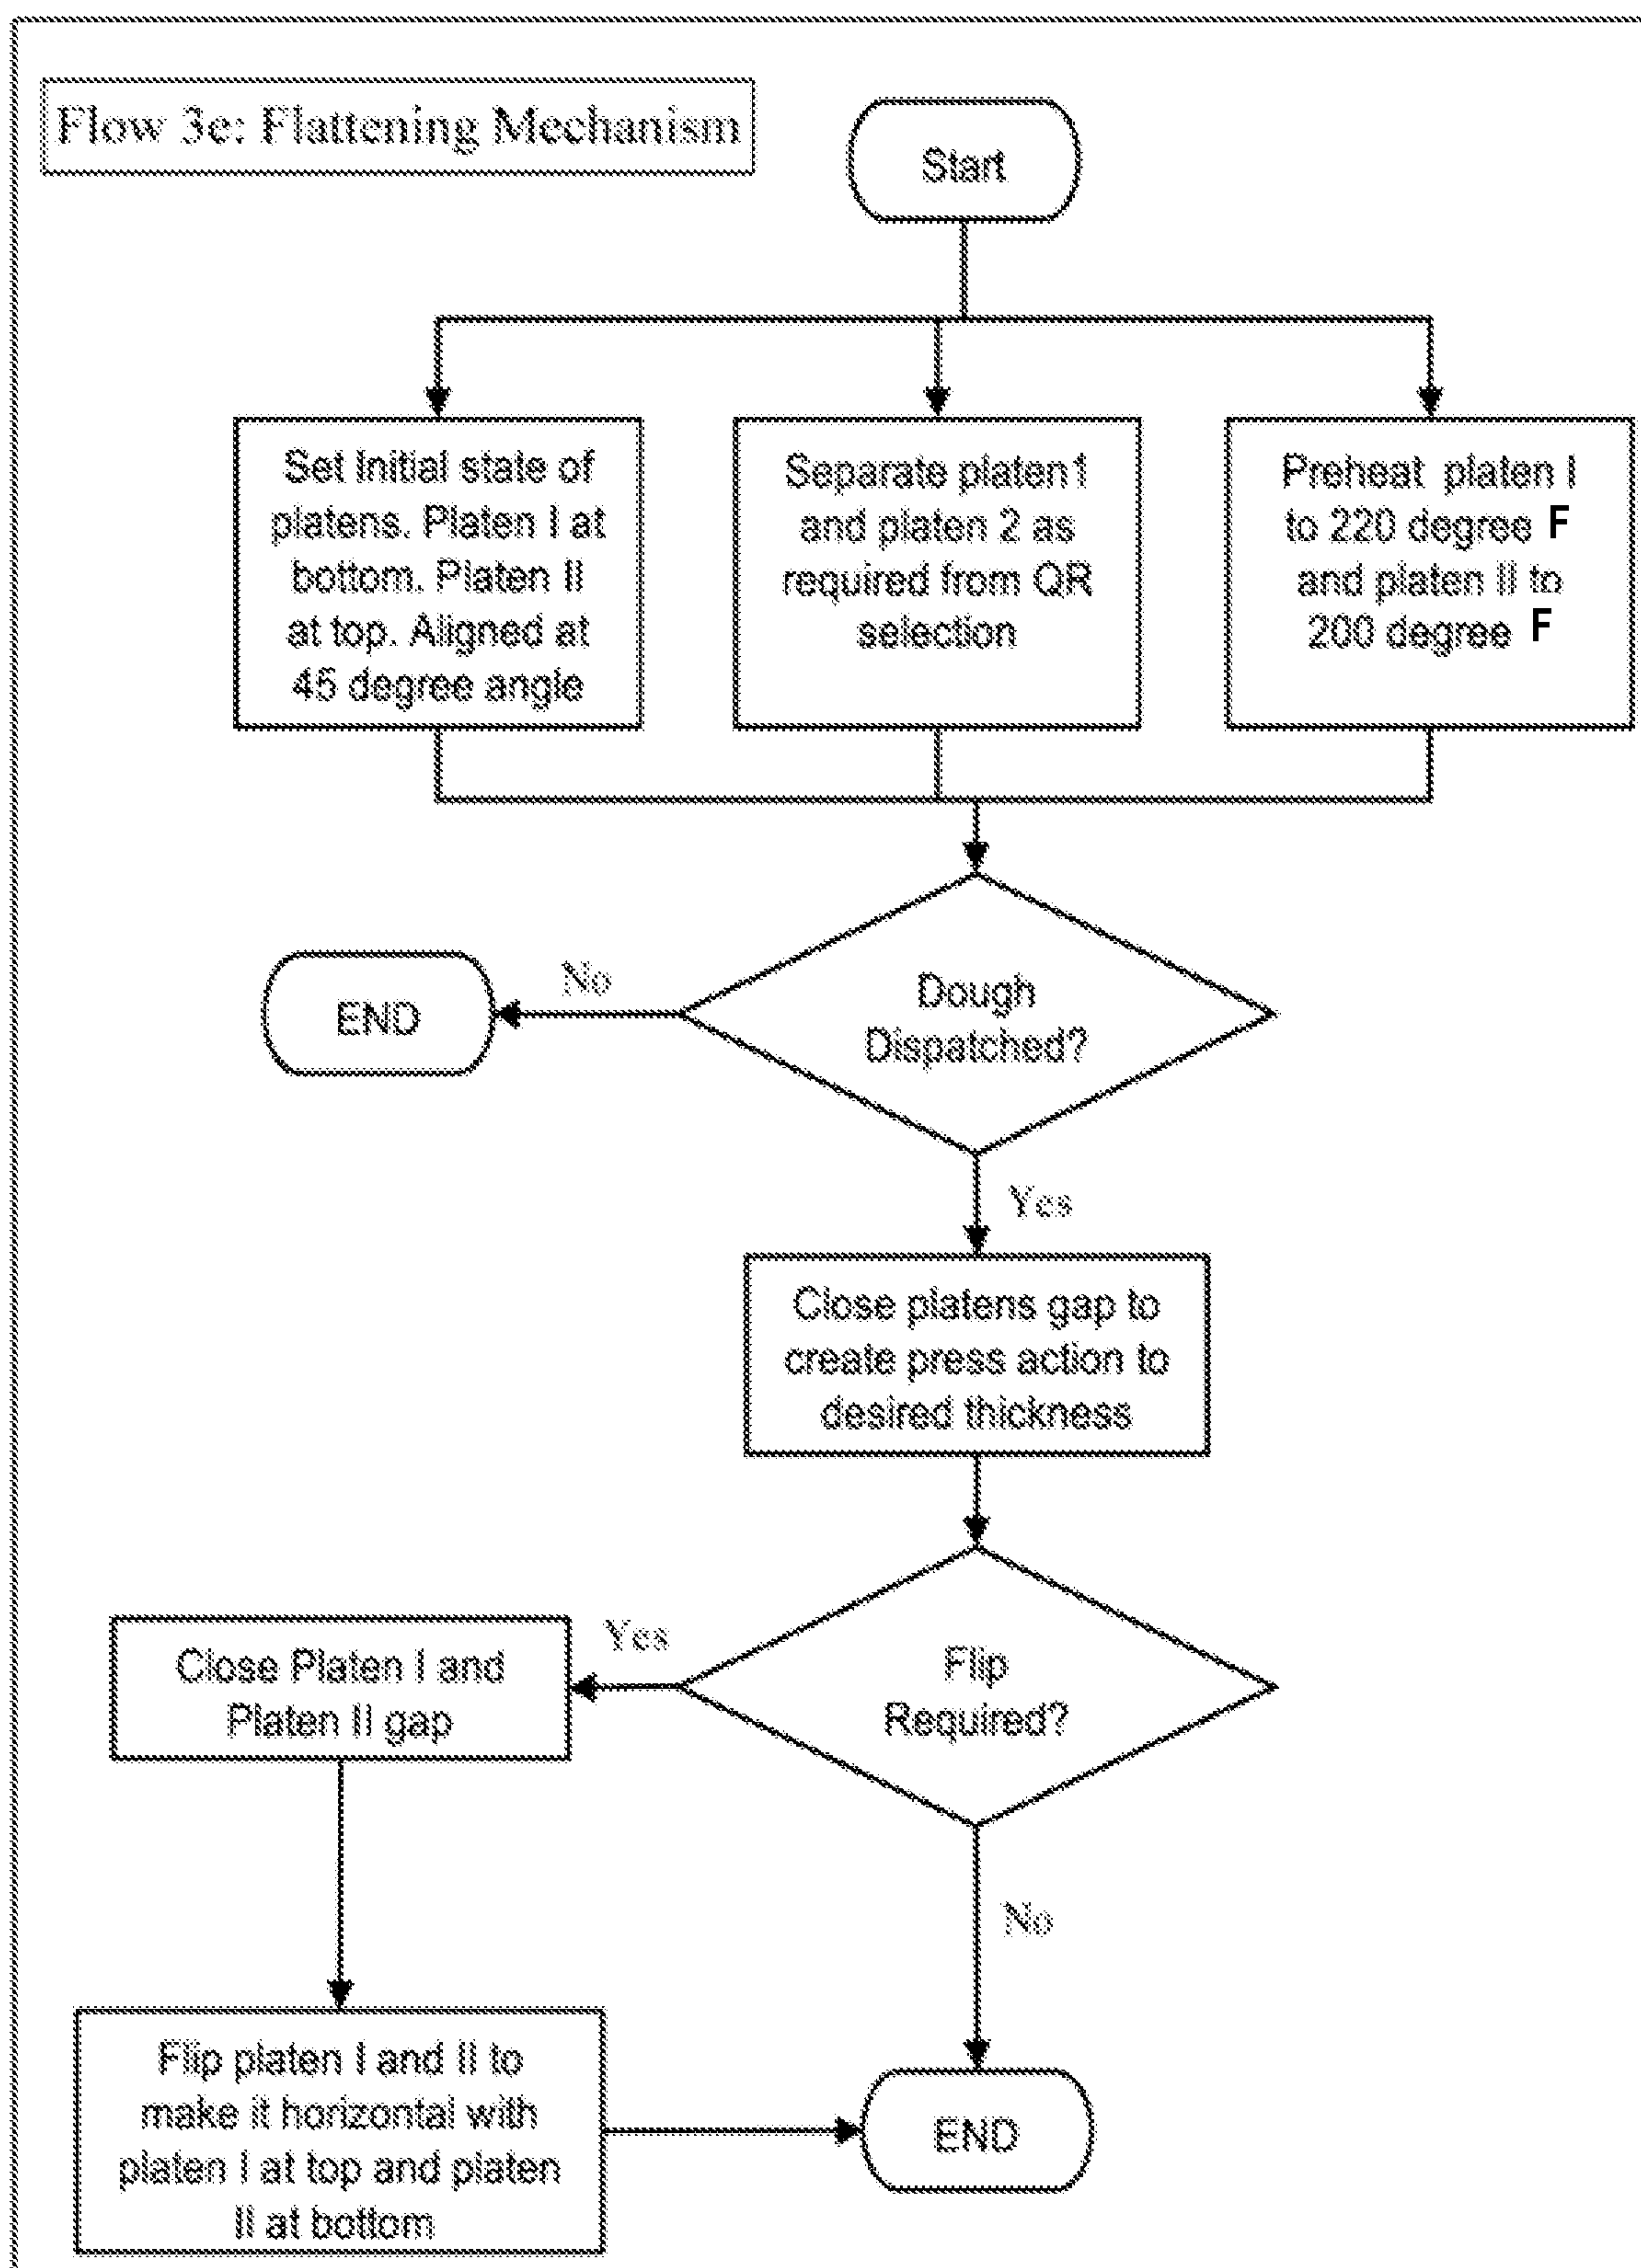 Flow 3e: Flattening Mechanism
Start
Set Initial state of
platens. Platen I at
bottom. Platen II
at top. Aligned at
45 degree angle
Separate platen1
and platen 2 as
required from QR
selection
Preheat platen I
to 220 degree F
and platen II to
200 degree F
Dough
Dispatched?
No
END
Yes
Close platens gap to
create press action to
desired thickness
Flip
Required?
Yes
Close Platen I and
Platen II gap
No
Flip platen I and II to
make it horizontal with
platen I at top and platen
II at bottom
END